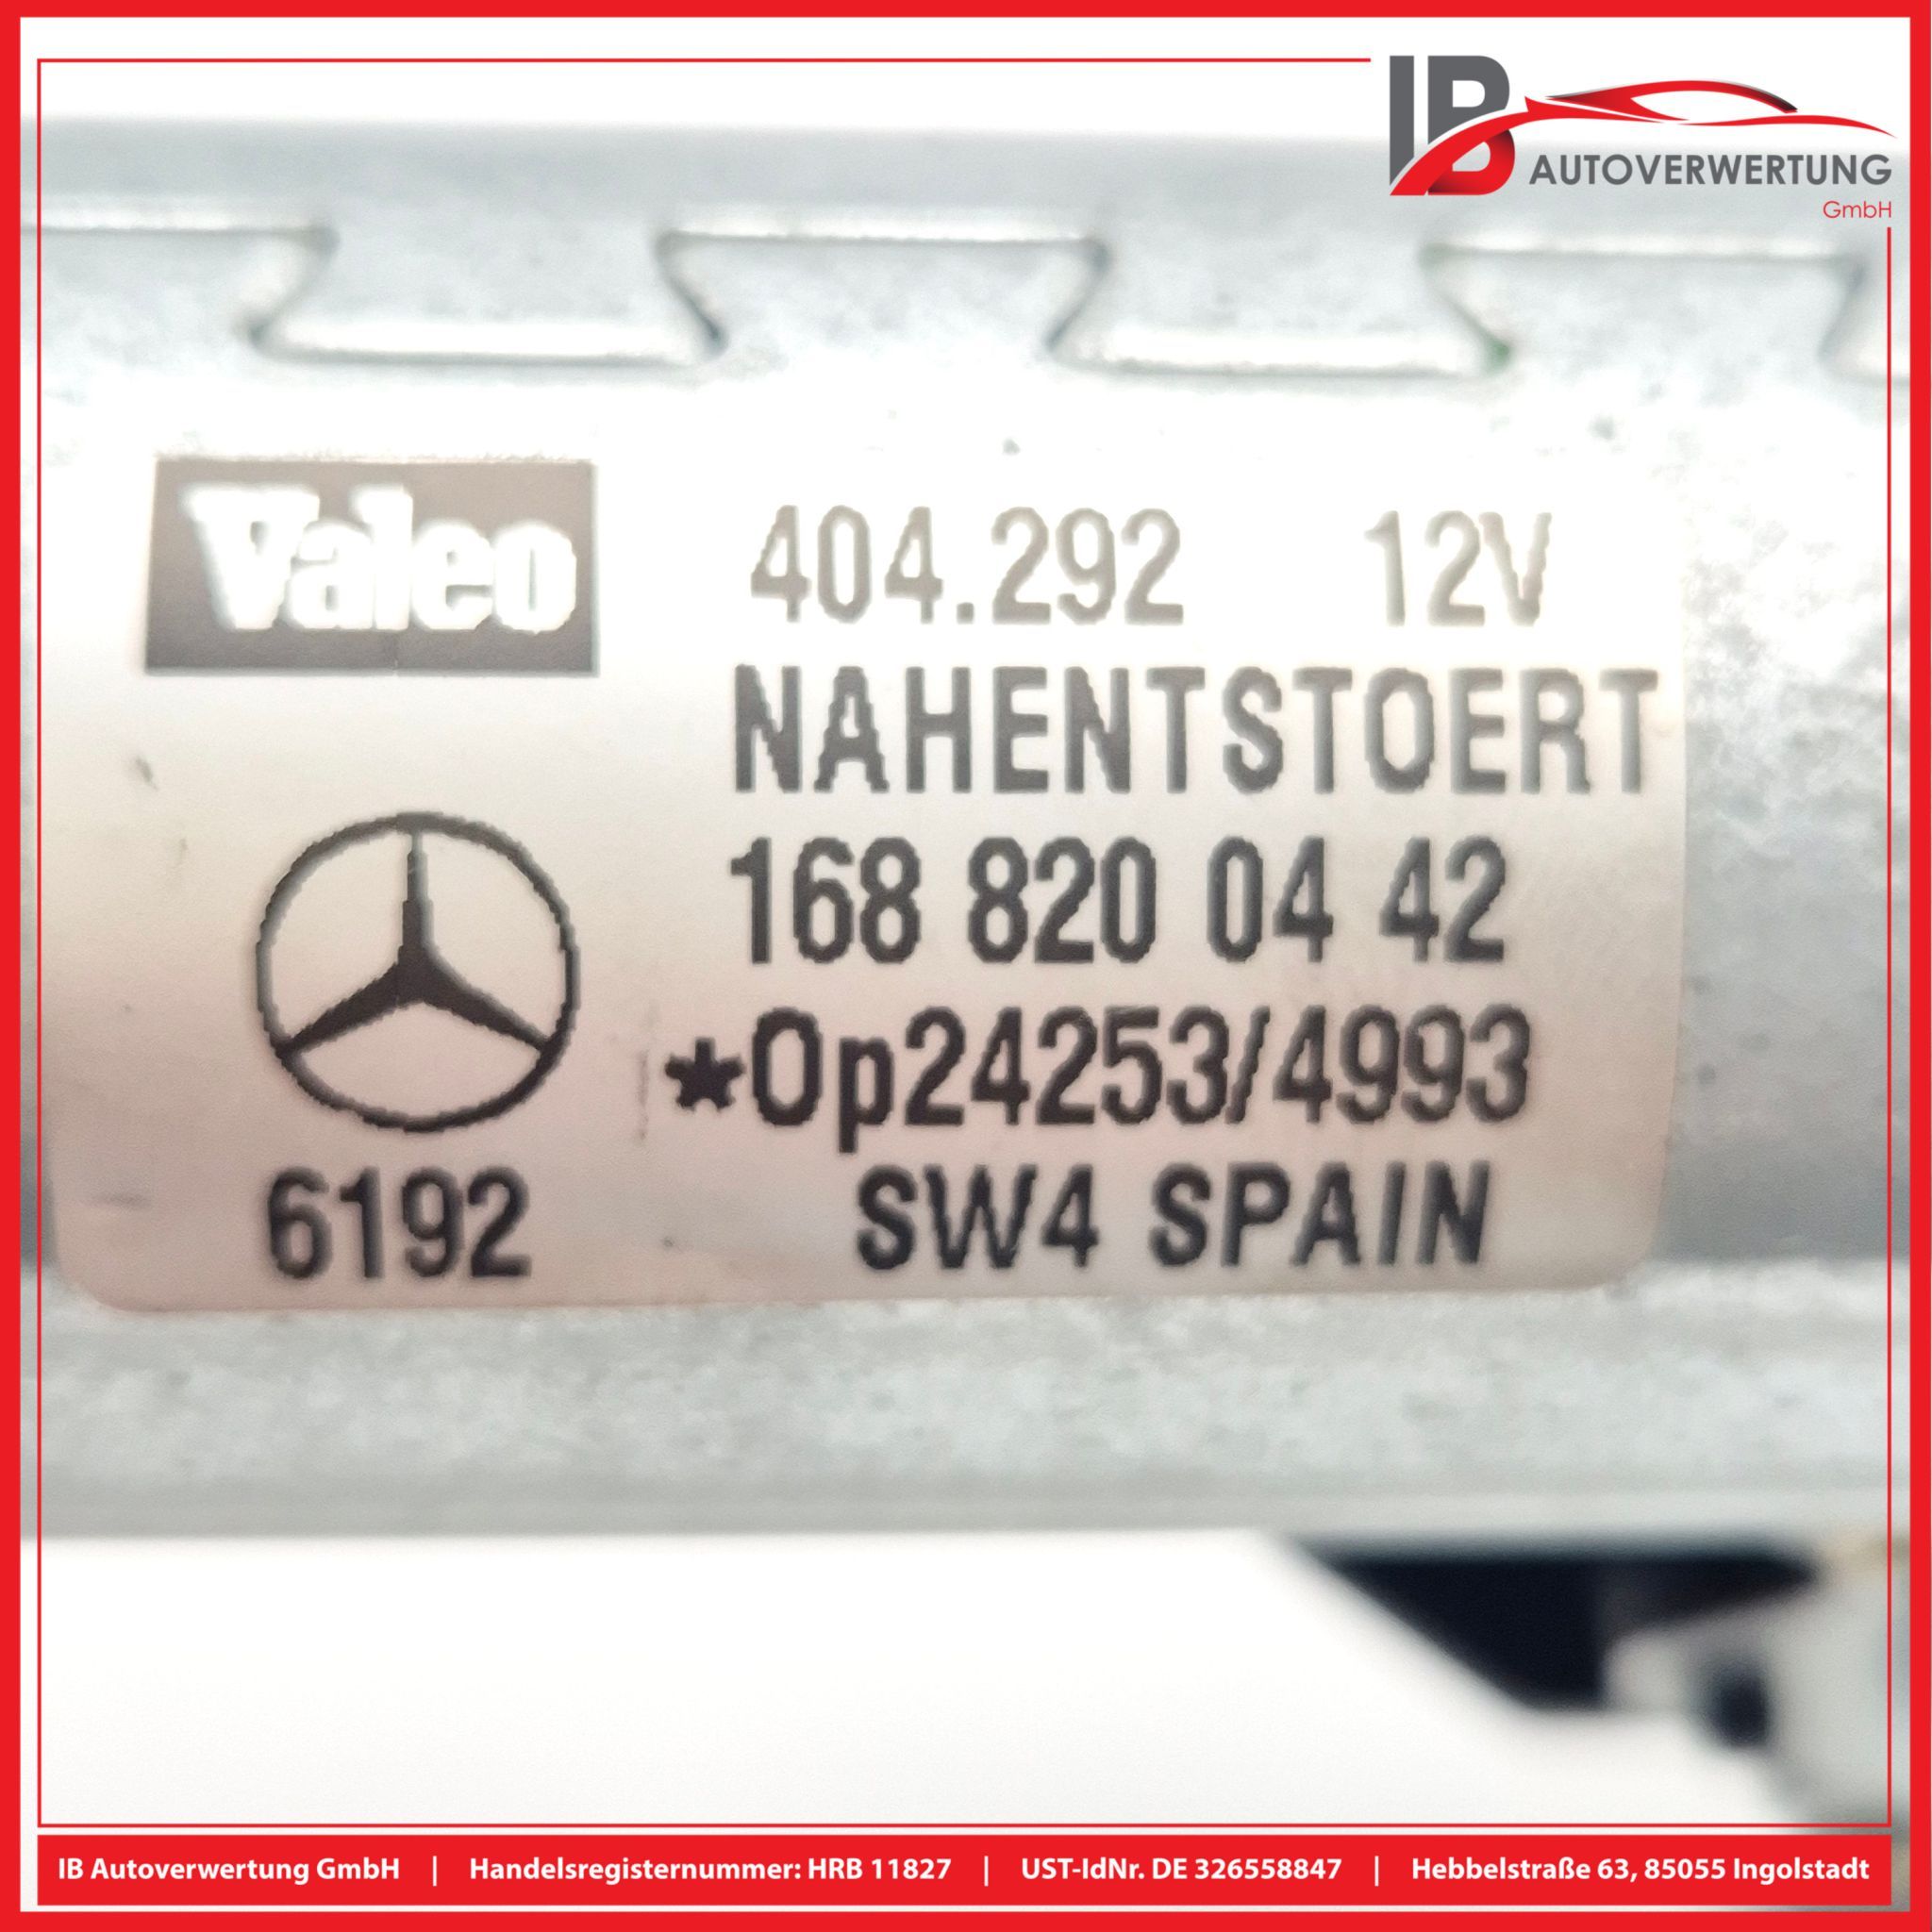 IB
AUTOVERWERTUNG
GmbH
Valeo
404.292 12V
NAHENTSTOERT
168 820 04 42
*Op24253/4993
6192
SW4 SPAIN
IB Autoverwertung GmbH | Handelsregisternummer: HRB 11827 | UST-IdNr. DE 326558847 | Hebbelstraße 63, 85055 Ingolstadt